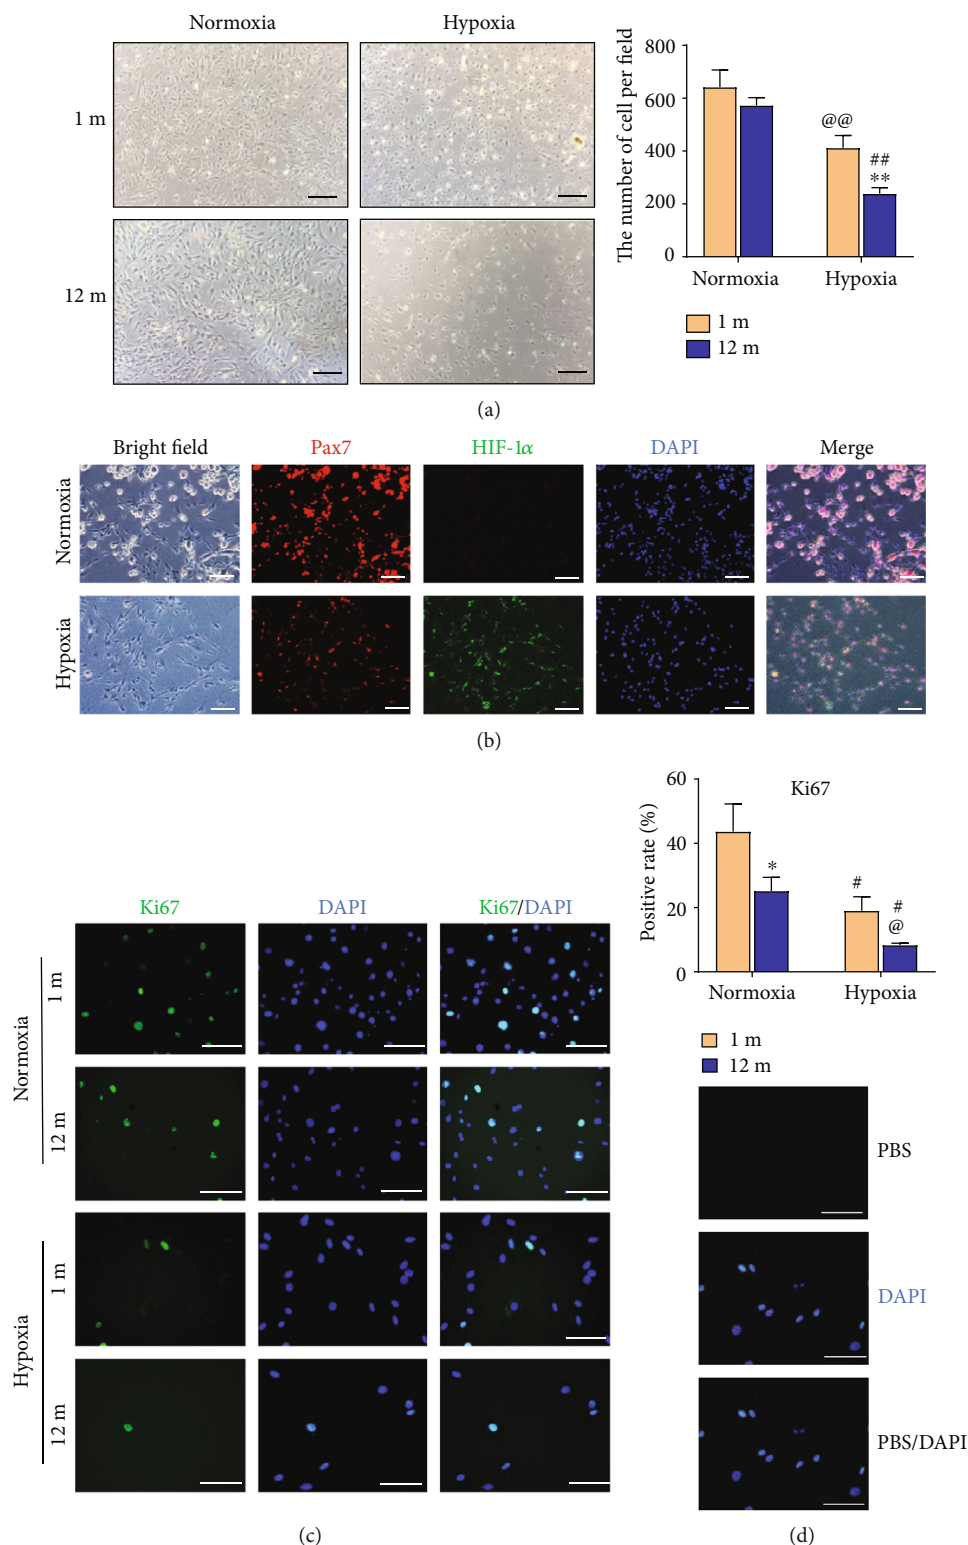 Normoxia
Hypoxia
1 m
12 m
The number of cell per field
800
600
400
200
0
@@
##
**
Normoxia
Hypoxia
1 m
12 m
(a)
Bright field
Pax7
HIF-1α
DAPI
Merge
Normoxia
Hypoxia
(b)
Ki67
DAPI
Ki67/DAPI
Normoxia
1 m
12 m
Hypoxia
1 m
12 m
(c)
Positive rate (%)
60
40
20
0
Ki67
*
#
#
@
Normoxia
Hypoxia
1 m
12 m
PBS
DAPI
PBS/DAPI
(d)